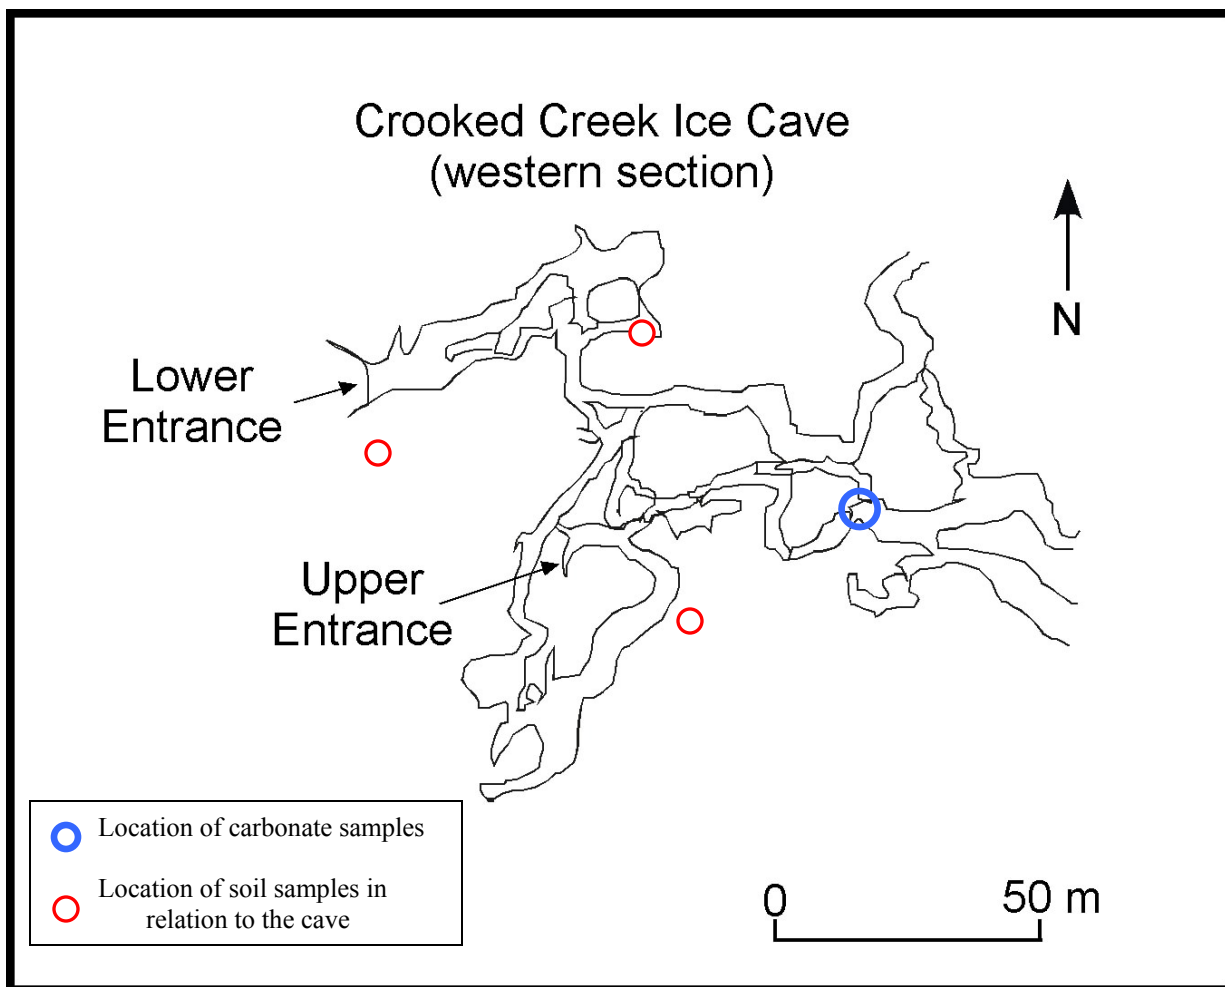 Crooked Creek Ice Cave
(western section)
N
Lower
Entrance
Upper
Entrance
Location of carbonate samples
Location of soil samples in
relation to the cave
0
50 m